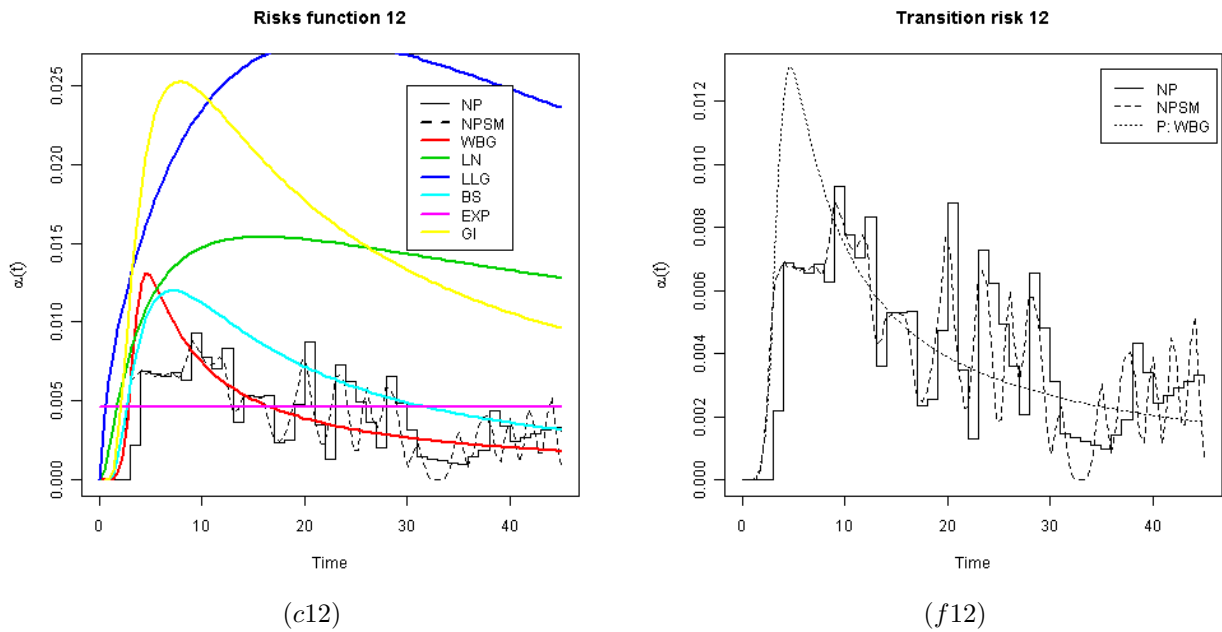 Risks function 12
α(t)
0.025
0.020
0.015
0.010
0.005
0.000
NP
NPSM
WBG
LN
LLG
BS
EXP
GI
0
10
20
30
40
Time
(c12)
Transition risk 12
α(t)
0.012
0.010
0.008
0.006
0.004
0.002
0.000
NP
NPSM
P: WBG
0
10
20
30
40
Time
(f12)